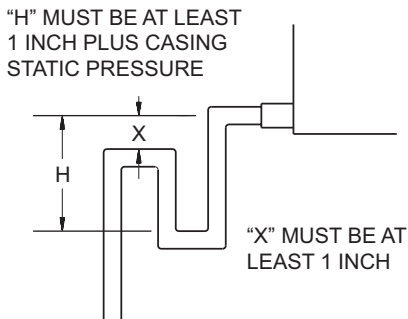 “H” MUST BE AT LEAST
1 INCH PLUS CASING
STATIC PRESSURE
X
H
“X” MUST BE AT
LEAST 1 INCH